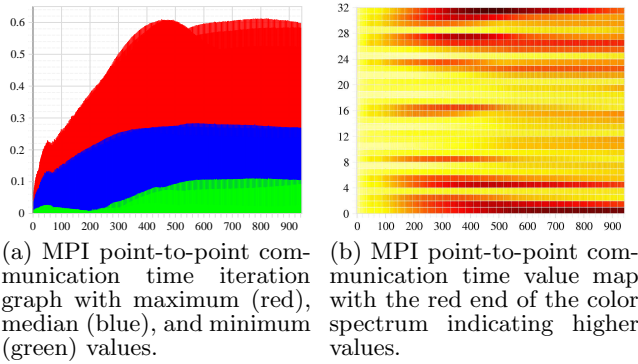 0.6
0.5
0.4
0.3
0.2
0.1
0
0 100 200 300 400 500 600 700 800 900
32
28
24
20
16
12
8
4
0
0 100 200 300 400 500 600 700 800 900
(a) MPI point-to-point com-
munication time iteration
graph with maximum (red),
median (blue), and minimum
(green) values.
(b) MPI point-to-point com-
munication time value map
with the red end of the color
spectrum indicating higher
values.